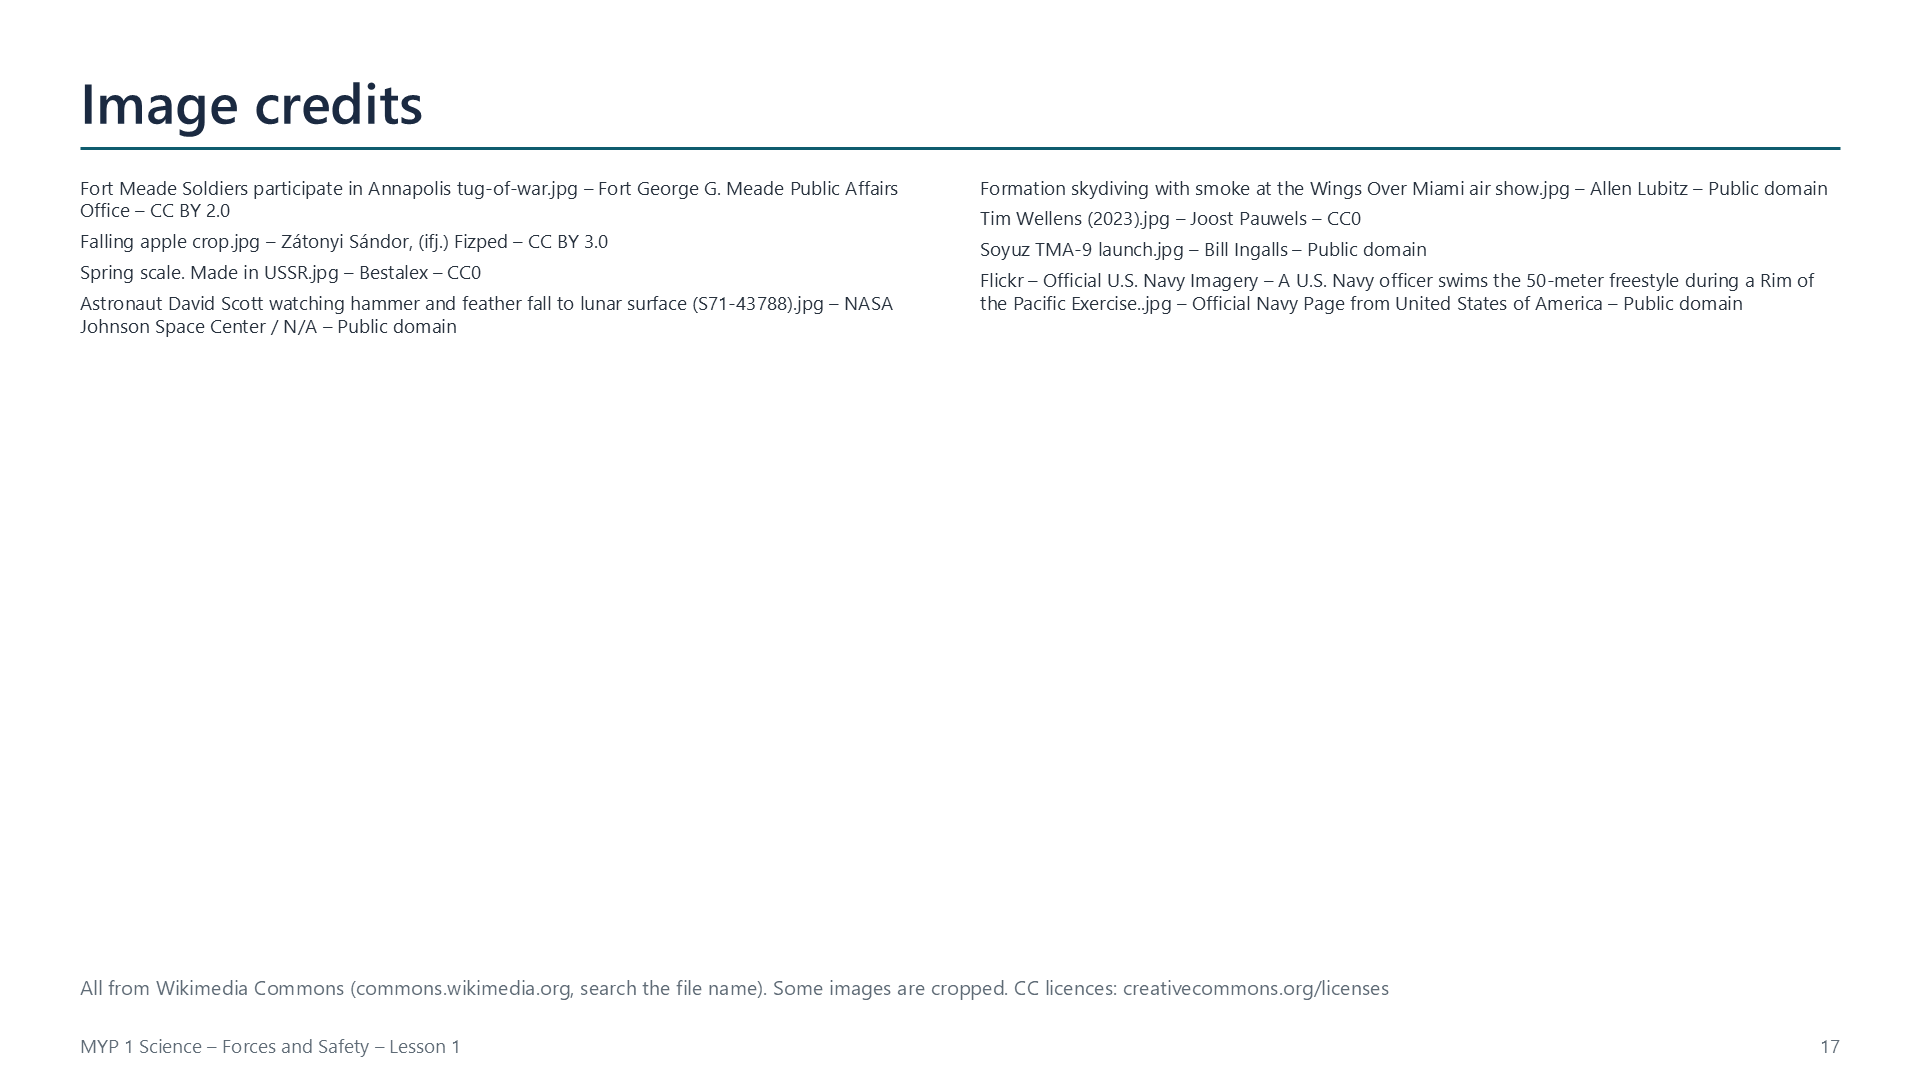 Image credits
Fort Meade Soldiers participate in Annapolis tug-of-war.jpg – Fort George G. Meade Public Affairs
Office – CC BY 2.0
Falling apple crop.jpg – Zátonyi Sándor, (ifj.) Fizped – CC BY 3.0
Spring scale. Made in USSR.jpg – Bestalex – CC0
Astronaut David Scott watching hammer and feather fall to lunar surface (S71-43788).jpg – NASA
Johnson Space Center / N/A – Public domain
Formation skydiving with smoke at the Wings Over Miami air show.jpg – Allen Lubitz – Public domain
Tim Wellens (2023).jpg – Joost Pauwels – CC0
Soyuz TMA-9 launch.jpg – Bill Ingalls – Public domain
Flickr – Official U.S. Navy Imagery – A U.S. Navy officer swims the 50-meter freestyle during a Rim of
the Pacific Exercise..jpg – Official Navy Page from United States of America – Public domain
All from Wikimedia Commons (commons.wikimedia.org, search the file name). Some images are cropped. CC licences: creativecommons.org/licenses
MYP 1 Science – Forces and Safety – Lesson 1
17